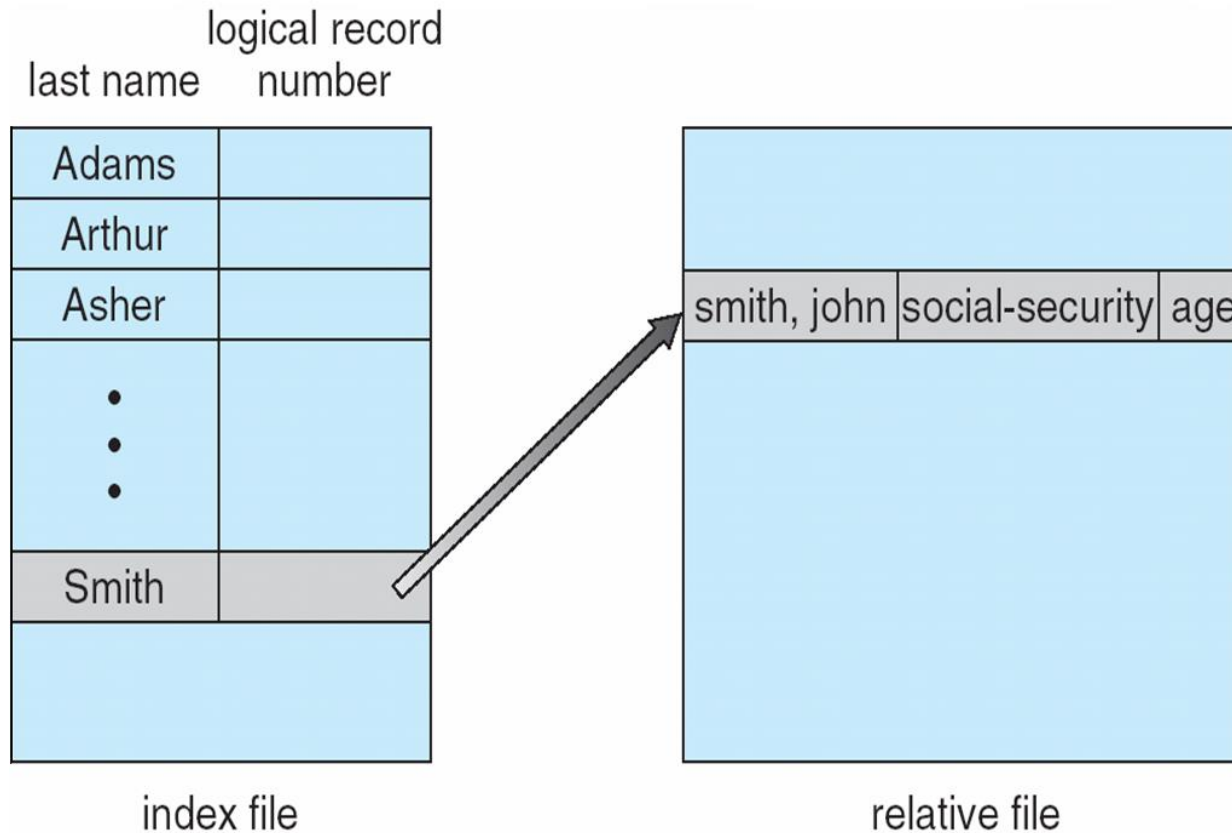 logical record
last name number
Adams
Arthur
Asher
Smith
smith, john social-security age
index file
relative file